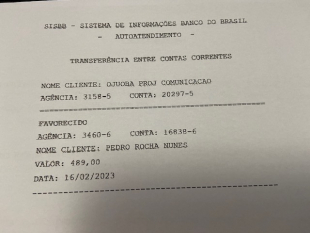 SISBB - SISTEMA DE INFORMAÇÕES BANCO DO BRASIL
- AUTOATENDIMENTO -
TRANSFERÊNCIA ENTRE CONTAS CORRENTES
NOME CLIENTE: OJUOBA PROJ COMUNICACAO
AGÊNCIA: 3158-5 CONTA: 20297-5
------------------------------------------------
FAVORECIDO
AGÊNCIA: 3460-6 CONTA: 16838-6
NOME CLIENTE: PEDRO ROCHA NUNES
VALOR: 489,00
DATA: 16/02/2023
------------------------------------------------